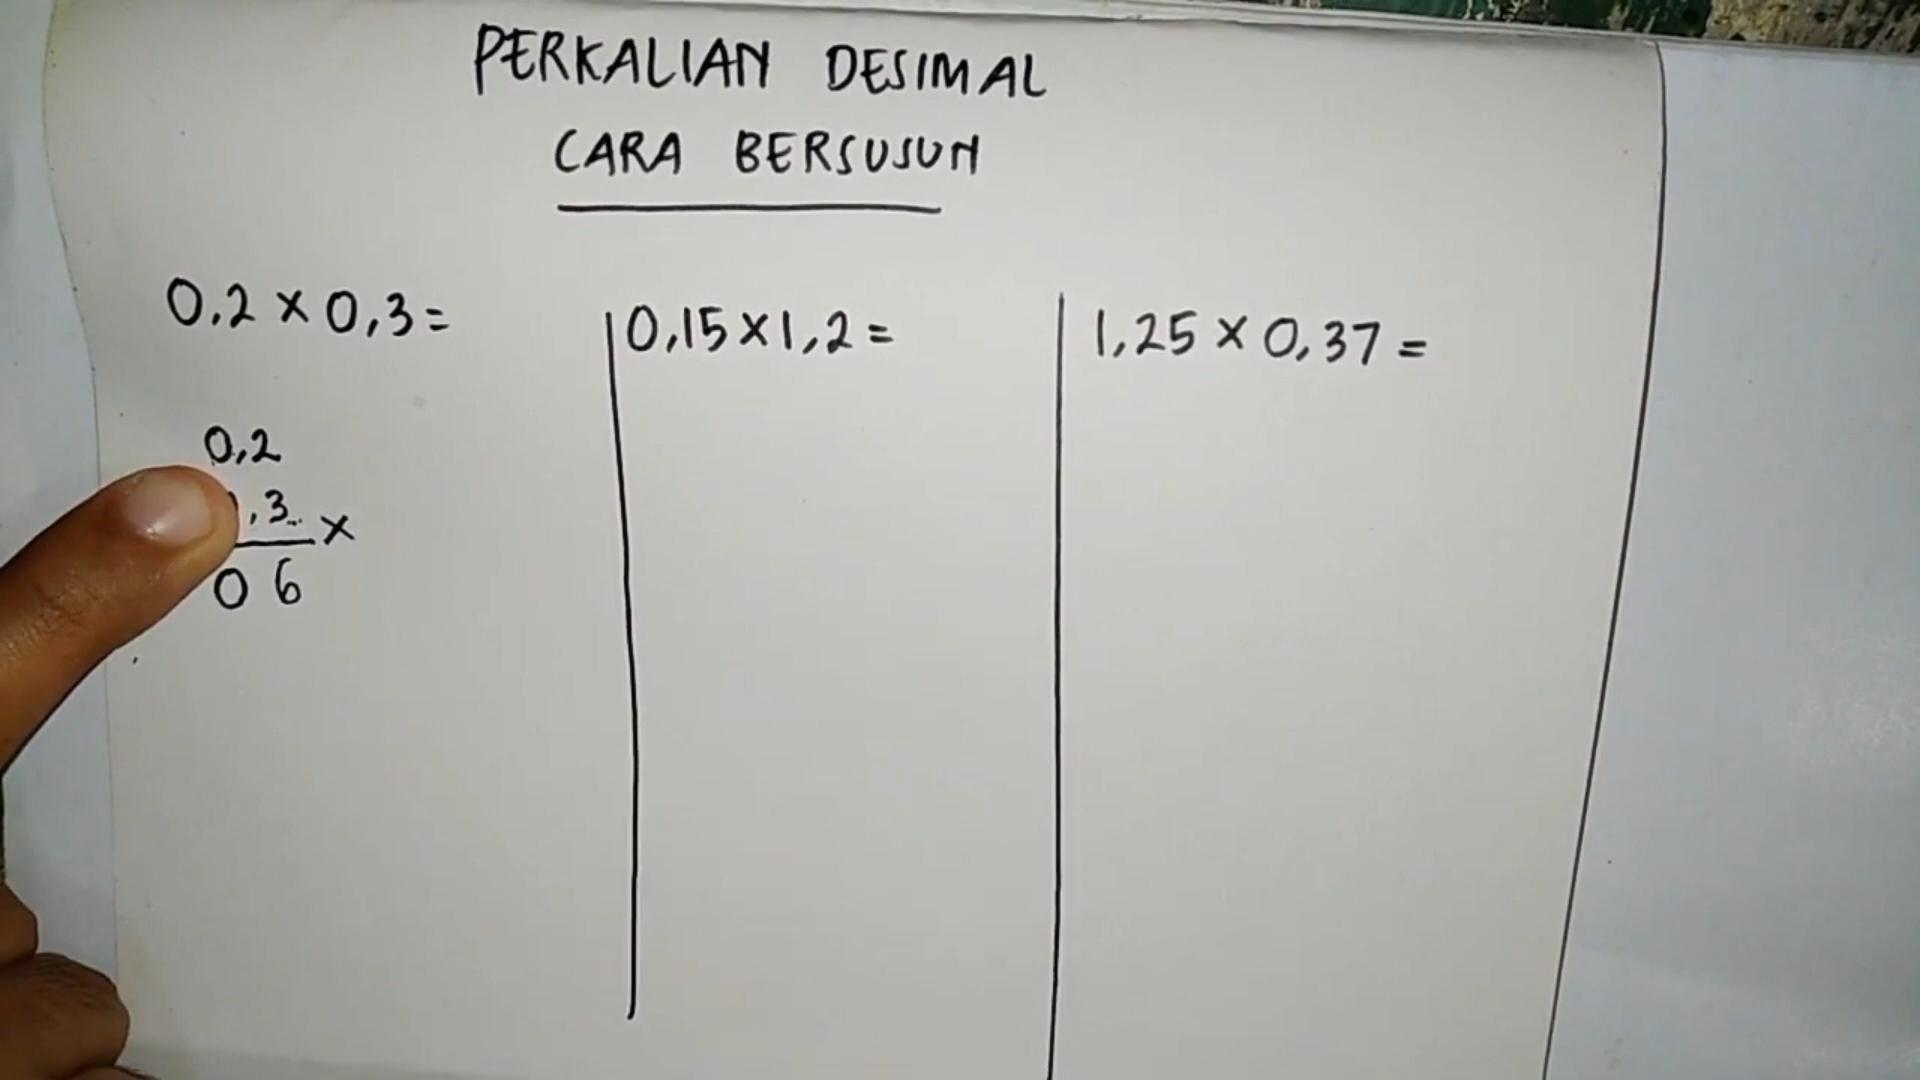 PERKALIAN DESIMAL
CARA BERSUSUN
0,2 × 0,3 =
0,2
,3 ×
0 6
0,15 × 1,2 =
1,25 × 0,37 =